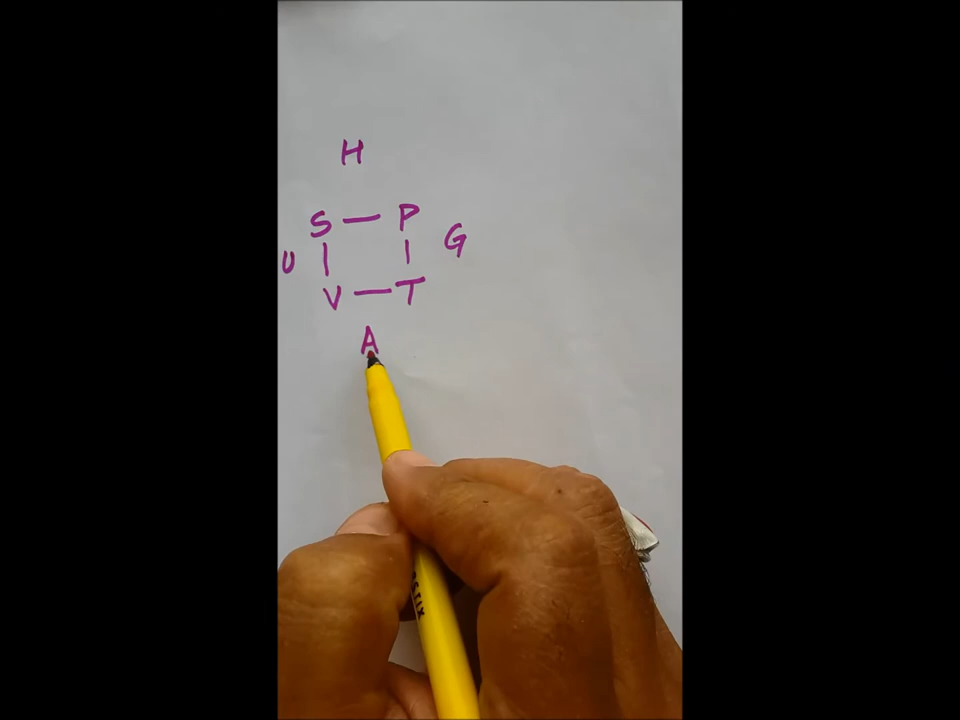 H
S — P
U | | G
V — T
A